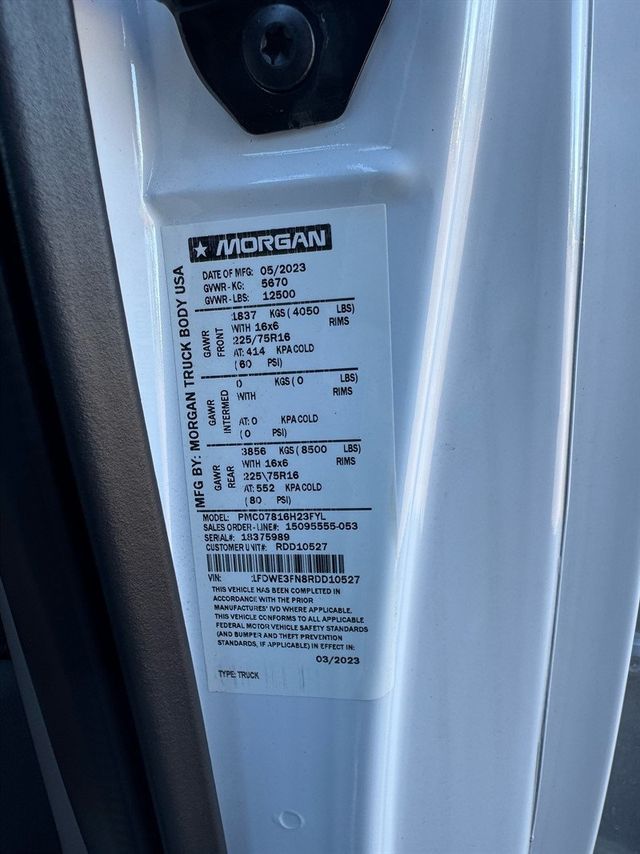 MORGAN
MFG BY: MORGAN TRUCK BODY USA
DATE OF MFG: 05/2023
GVWR-KG: 5670
GVWR-LBS: 12500
GAWR FRONT
1837 KGS ( 4050 LBS)
WITH 16x6 RIMS
225/75R16
AT: 414 KPA COLD
( 60 PSI)
GAWR INTERMED
0 KGS ( 0 LBS)
WITH RIMS
AT: 0 KPA COLD
( 0 PSI)
GAWR REAR
3856 KGS ( 8500 LBS)
WITH 16x6 RIMS
225\75R16
AT: 552 KPA COLD
( 80 PSI)
MODEL: PMC07816H23FYL
SALES ORDER-LINE#: 15095555-053
SERIAL#: 18375989
CUSTOMER UNIT#: RDD10527
VIN: 1FDWE3FN8RDD10527
THIS VEHICLE HAS BEEN COMPLETED IN
ACCORDANCE WITH THE PRIOR
MANUFACTURES' IVD WHERE APPLICABLE.
THIS VEHICLE CONFORMS TO ALL APPLICABLE
FEDERAL MOTOR VEHICLE SAFETY STANDARDS
(AND BUMPER AND THEFT PREVENTION
STANDARDS, IF APPLICABLE) IN EFFECT IN:
03/2023
TYPE: TRUCK